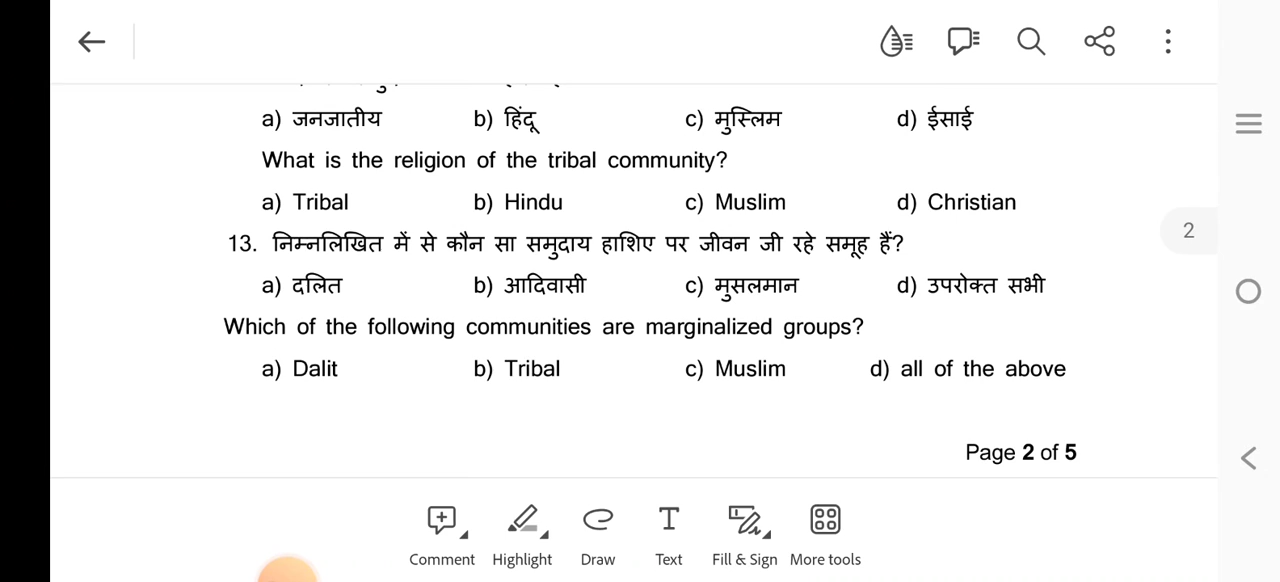 a) जनजातीय b) हिंदू c) मुस्लिम d) ईसाई
What is the religion of the tribal community?
a) Tribal b) Hindu c) Muslim d) Christian
2
13. निम्नलिखित में से कौन सा समुदाय हाशिए पर जीवन जी रहे समूह हैं?
a) दलित b) आदिवासी c) मुसलमान d) उपरोक्त सभी
Which of the following communities are marginalized groups?
a) Dalit b) Tribal c) Muslim d) all of the above
Page 2 of 5
Comment Highlight Draw Text Fill & Sign More tools